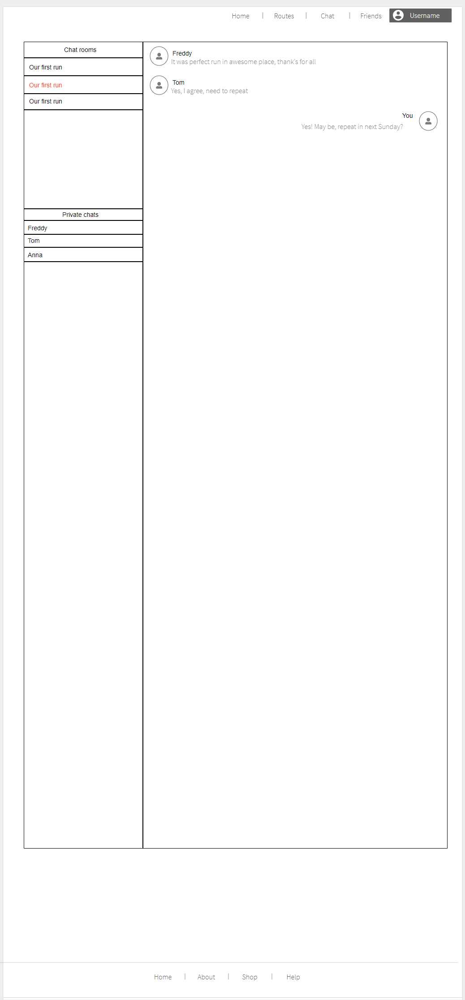 Home | Routes | Chat | Friends Username
Chat rooms
Our first run
Our first run
Our first run
Private chats
Freddy
Tom
Anna
Freddy
It was perfect run in awesome place, thank's for all
Tom
Yes, I agree, need to repeat
You
Yes! May be, repeat in next Sunday?
Home | About | Shop | Help